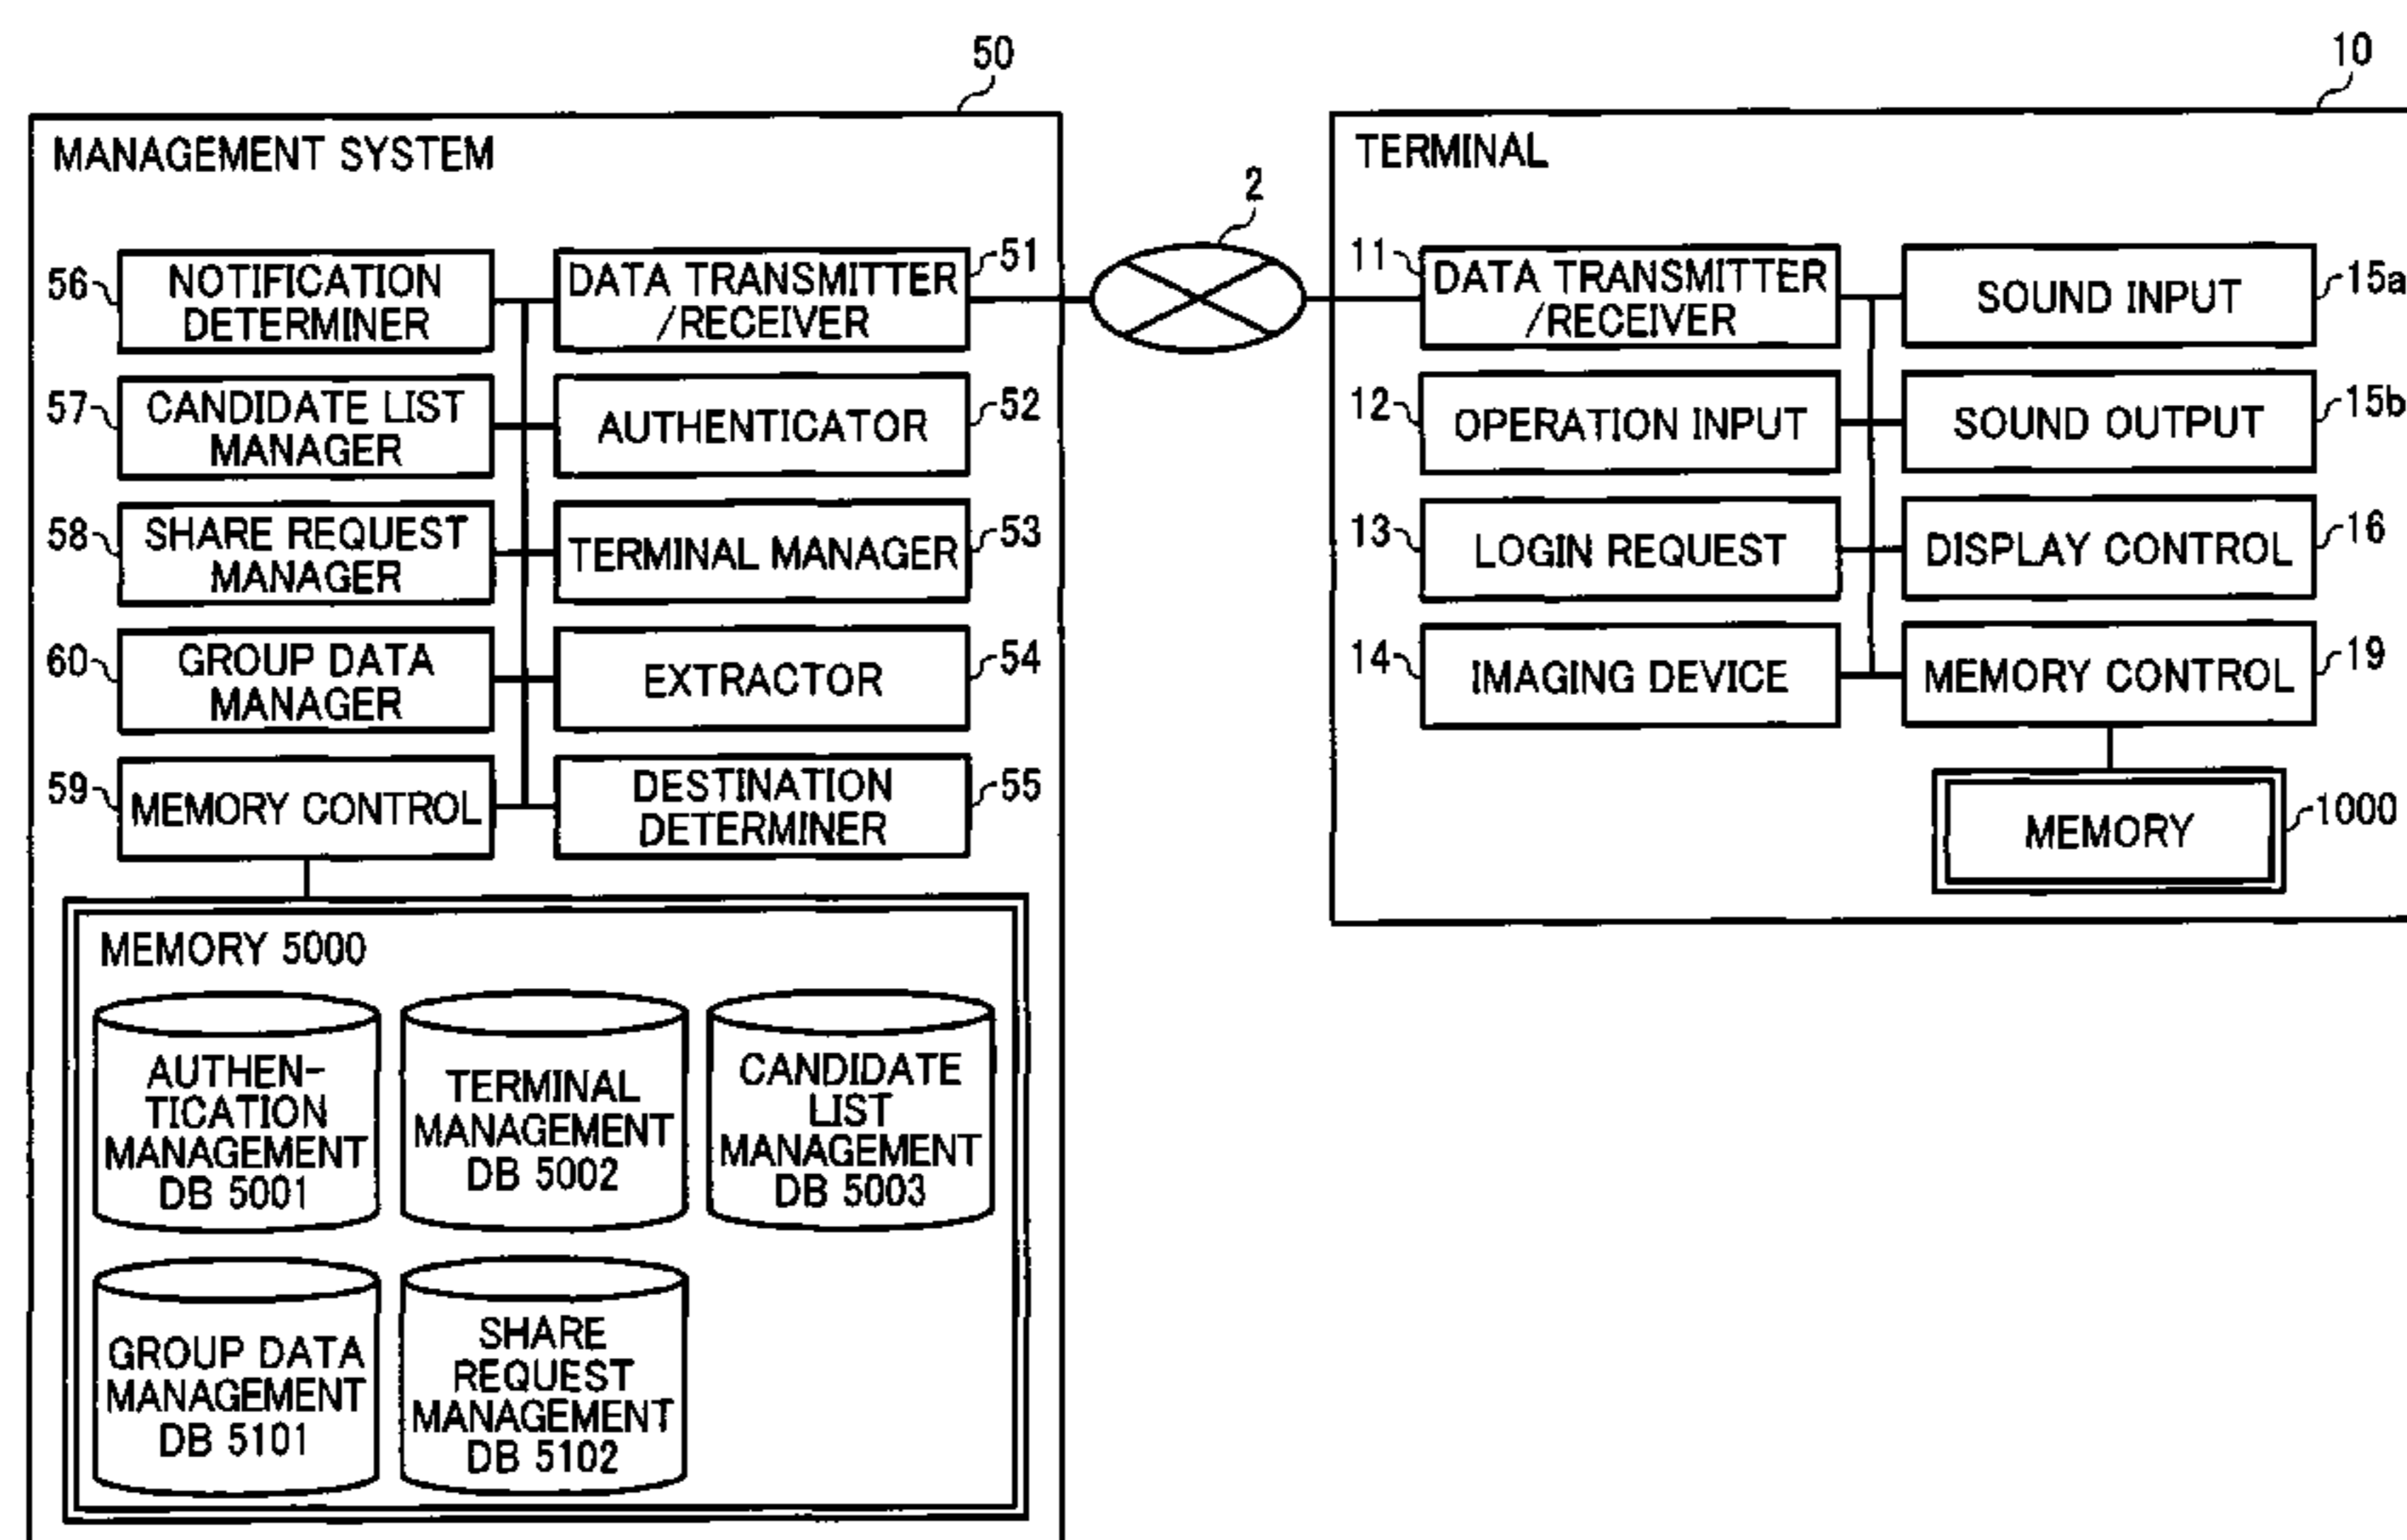 50
10
MANAGEMENT SYSTEM
TERMINAL
2
56
NOTIFICATION
DETERMINER
DATA TRANSMITTER
/RECEIVER
51
57
CANDIDATE LIST
MANAGER
AUTHENTICATOR
52
58
SHARE REQUEST
MANAGER
TERMINAL MANAGER
53
60
GROUP DATA
MANAGER
EXTRACTOR
54
59
MEMORY CONTROL
DESTINATION
DETERMINER
55
MEMORY 5000
AUTHEN-
TICATION
MANAGEMENT
DB 5001
TERMINAL
MANAGEMENT
DB 5002
CANDIDATE
LIST
MANAGEMENT
DB 5003
GROUP DATA
MANAGEMENT
DB 5101
SHARE
REQUEST
MANAGEMENT
DB 5102
11
DATA TRANSMITTER
/RECEIVER
SOUND INPUT
15a
12
OPERATION INPUT
SOUND OUTPUT
15b
13
LOGIN REQUEST
DISPLAY CONTROL
16
14
IMAGING DEVICE
MEMORY CONTROL
19
MEMORY
1000